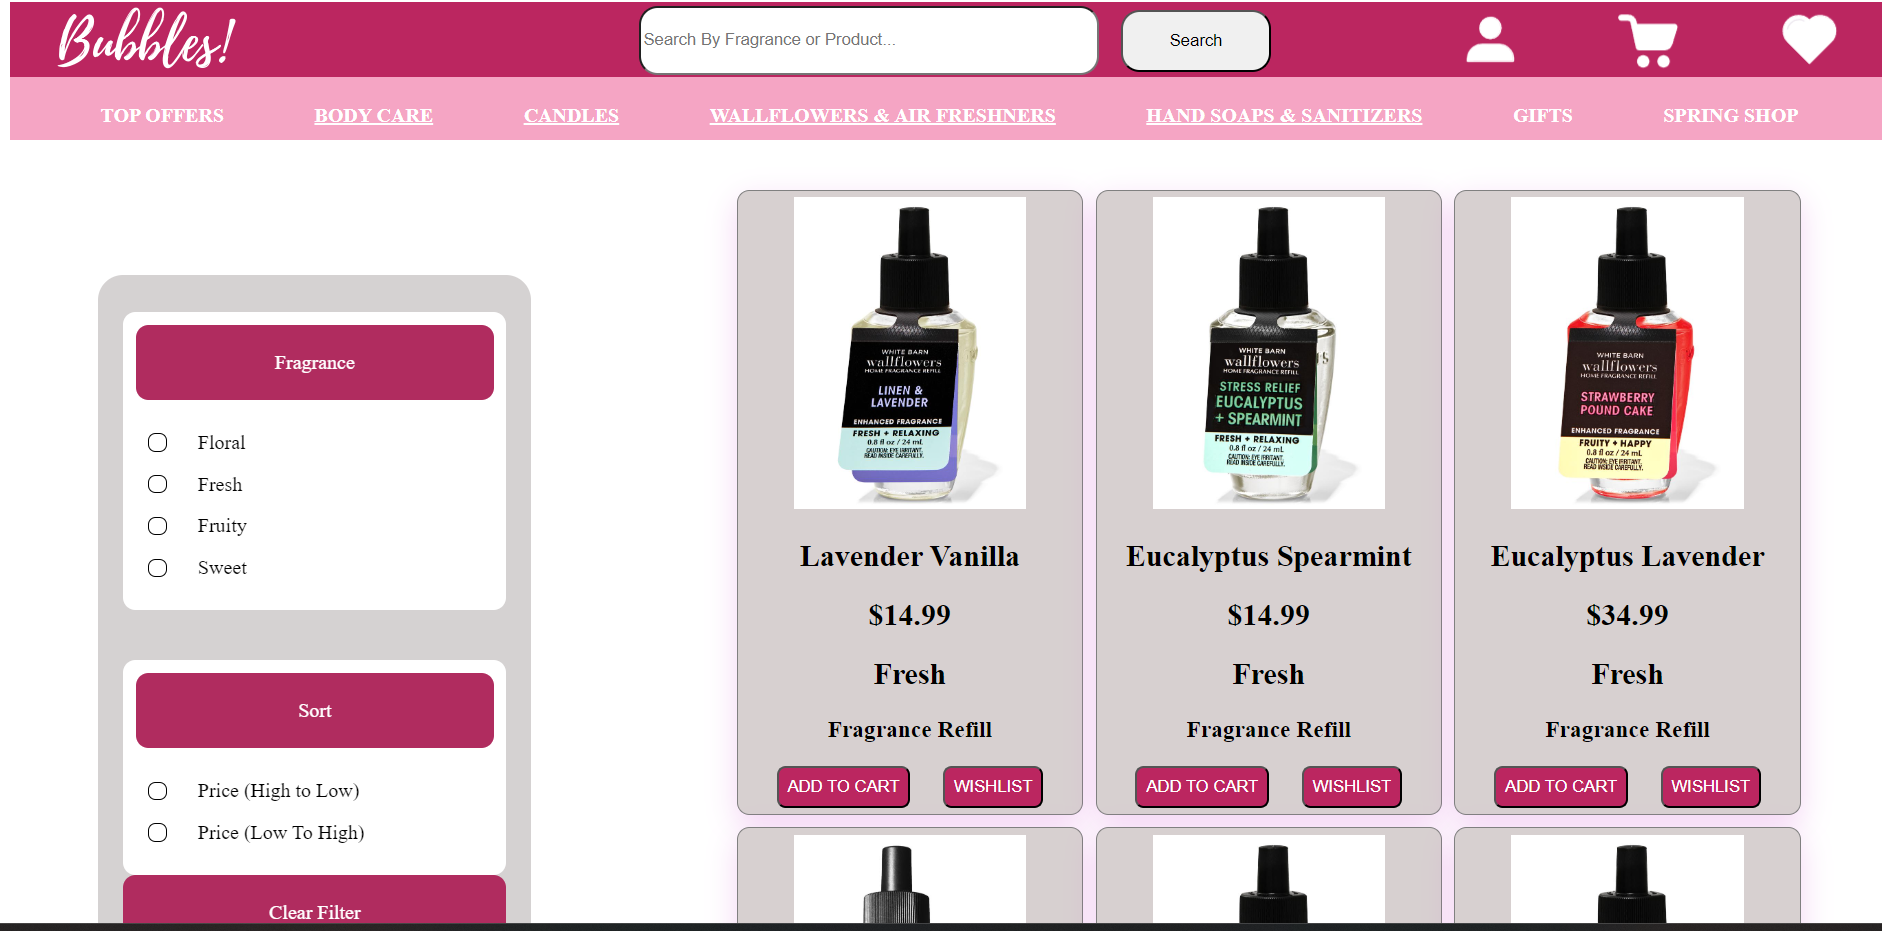 Bubbles!
Search By Fragrance or Product...
Search
TOP OFFERS
BODY CARE
CANDLES
WALLFLOWERS & AIR FRESHNERS
HAND SOAPS & SANITIZERS
GIFTS
SPRING SHOP
Fragrance
Floral
Fresh
Fruity
Sweet
Sort
Price (High to Low)
Price (Low To High)
Clear Filter
WHITE BARN
wallflowers
HOME FRAGRANCE REFILL
LINEN &
LAVENDER
ENHANCED FRAGRANCE
FRESH + RELAXING
0.8 fl oz / 24 mL
CAUTION: EYE IRRITANT.
READ INSIDE CAREFULLY.
Lavender Vanilla
$14.99
Fresh
Fragrance Refill
ADD TO CART
WISHLIST
WHITE BARN
wallflowers
HOME FRAGRANCE REFILL
STRESS RELIEF
EUCALYPTUS
+ SPEARMINT
FRESH + RELAXING
0.8 fl oz / 24 mL
CAUTION: EYE IRRITANT.
READ INSIDE CAREFULLY.
Eucalyptus Spearmint
$14.99
Fresh
Fragrance Refill
ADD TO CART
WISHLIST
WHITE BARN
wallflowers
HOME FRAGRANCE REFILL
STRAWBERRY
POUND CAKE
ENHANCED FRAGRANCE
FRUITY + HAPPY
0.8 fl oz / 24 mL
CAUTION: EYE IRRITANT.
READ INSIDE CAREFULLY.
Eucalyptus Lavender
$34.99
Fresh
Fragrance Refill
ADD TO CART
WISHLIST